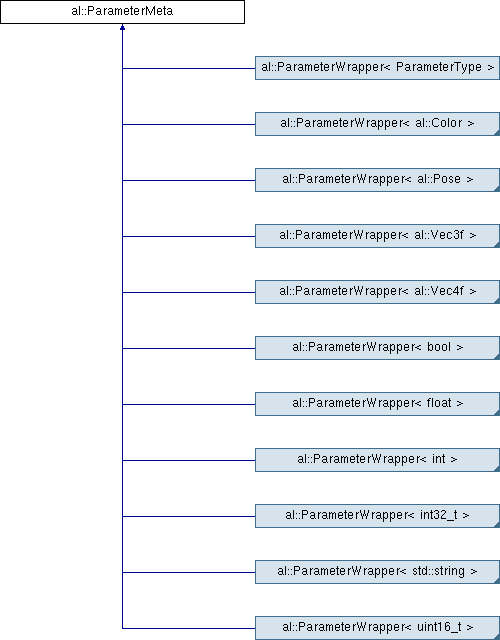 al::ParameterMeta
al::ParameterWrapper< ParameterType >
al::ParameterWrapper< al::Color >
al::ParameterWrapper< al::Pose >
al::ParameterWrapper< al::Vec3f >
al::ParameterWrapper< al::Vec4f >
al::ParameterWrapper< bool >
al::ParameterWrapper< float >
al::ParameterWrapper< int >
al::ParameterWrapper< int32_t >
al::ParameterWrapper< std::string >
al::ParameterWrapper< uint16_t >